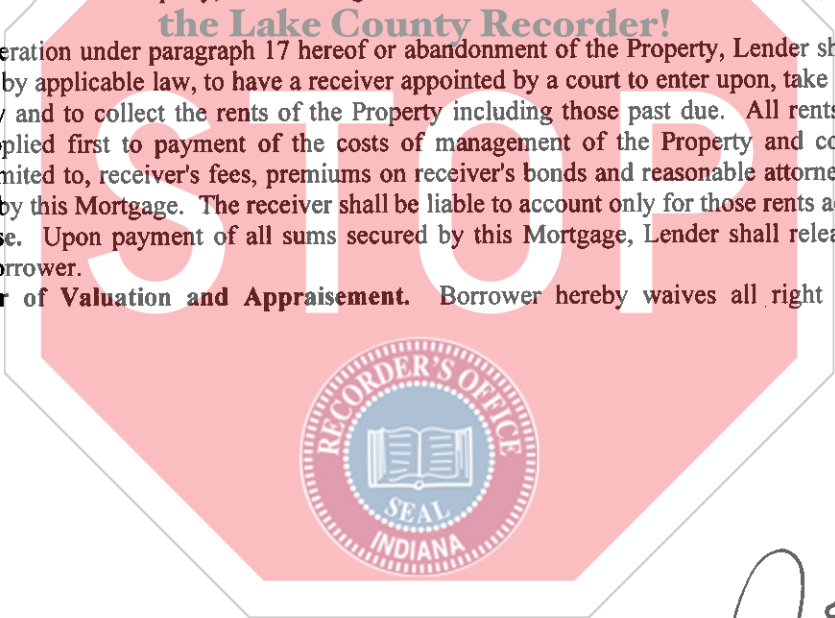 the Lake County Recorder!
eration under paragraph 17 hereof or abandonment of the Property, Lender sh
by applicable law, to have a receiver appointed by a court to enter upon, take
y and to collect the rents of the Property including those past due. All rents
plied first to payment of the costs of management of the Property and co
mited to, receiver's fees, premiums on receiver's bonds and reasonable attorne
by this Mortgage. The receiver shall be liable to account only for those rents a
se. Upon payment of all sums secured by this Mortgage, Lender shall relea
orrower.
r of Valuation and Appraisement. Borrower hereby waives all right
STOP
RECORDER'S OFFICE
SEAL
INDIANA